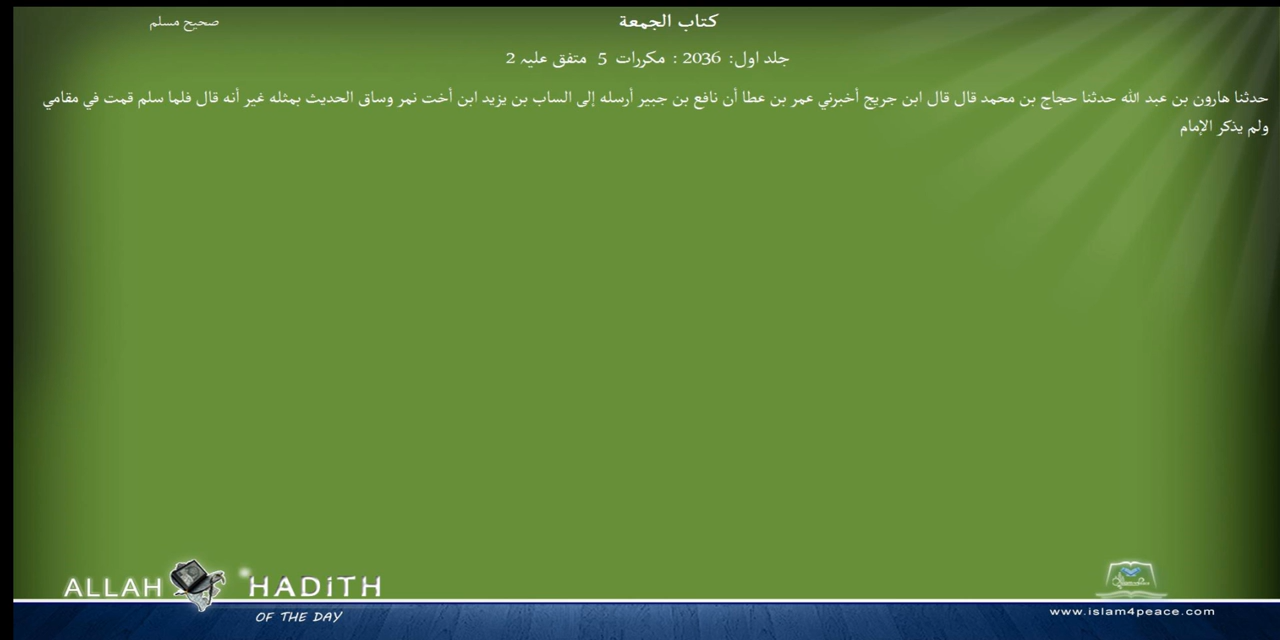 كتاب الجمعة
صحيح مسلم
جلد اول: 2036 : مكررات 5 متفق عليہ 2
حدثنا هارون بن عبد الله حدثنا حجاج بن محمد قال قال ابن جريج أخبرني عمر بن عطا أن نافع بن جبير أرسله إلى الساب بن يزيد ابن أخت نمر وساق الحديث بمثله غير أنه قال فلما سلم قمت في مقامي
ولم يذكر الإمام
ALLAH HADITH
OF THE DAY
www.islam4peace.com